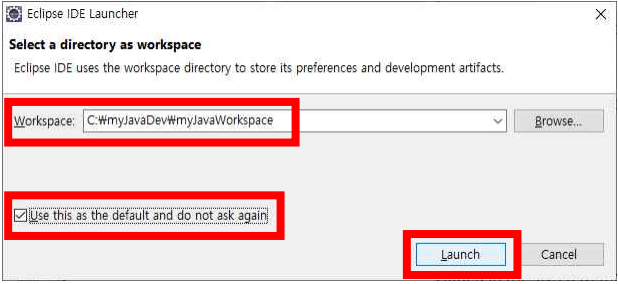 Eclipse IDE Launcher
Select a directory as workspace
Eclipse IDE uses the workspace directory to store its preferences and development artifacts.
Workspace: C:₩myJavaDev₩myJavaWorkspace Browse...
Use this as the default and do not ask again
Launch Cancel